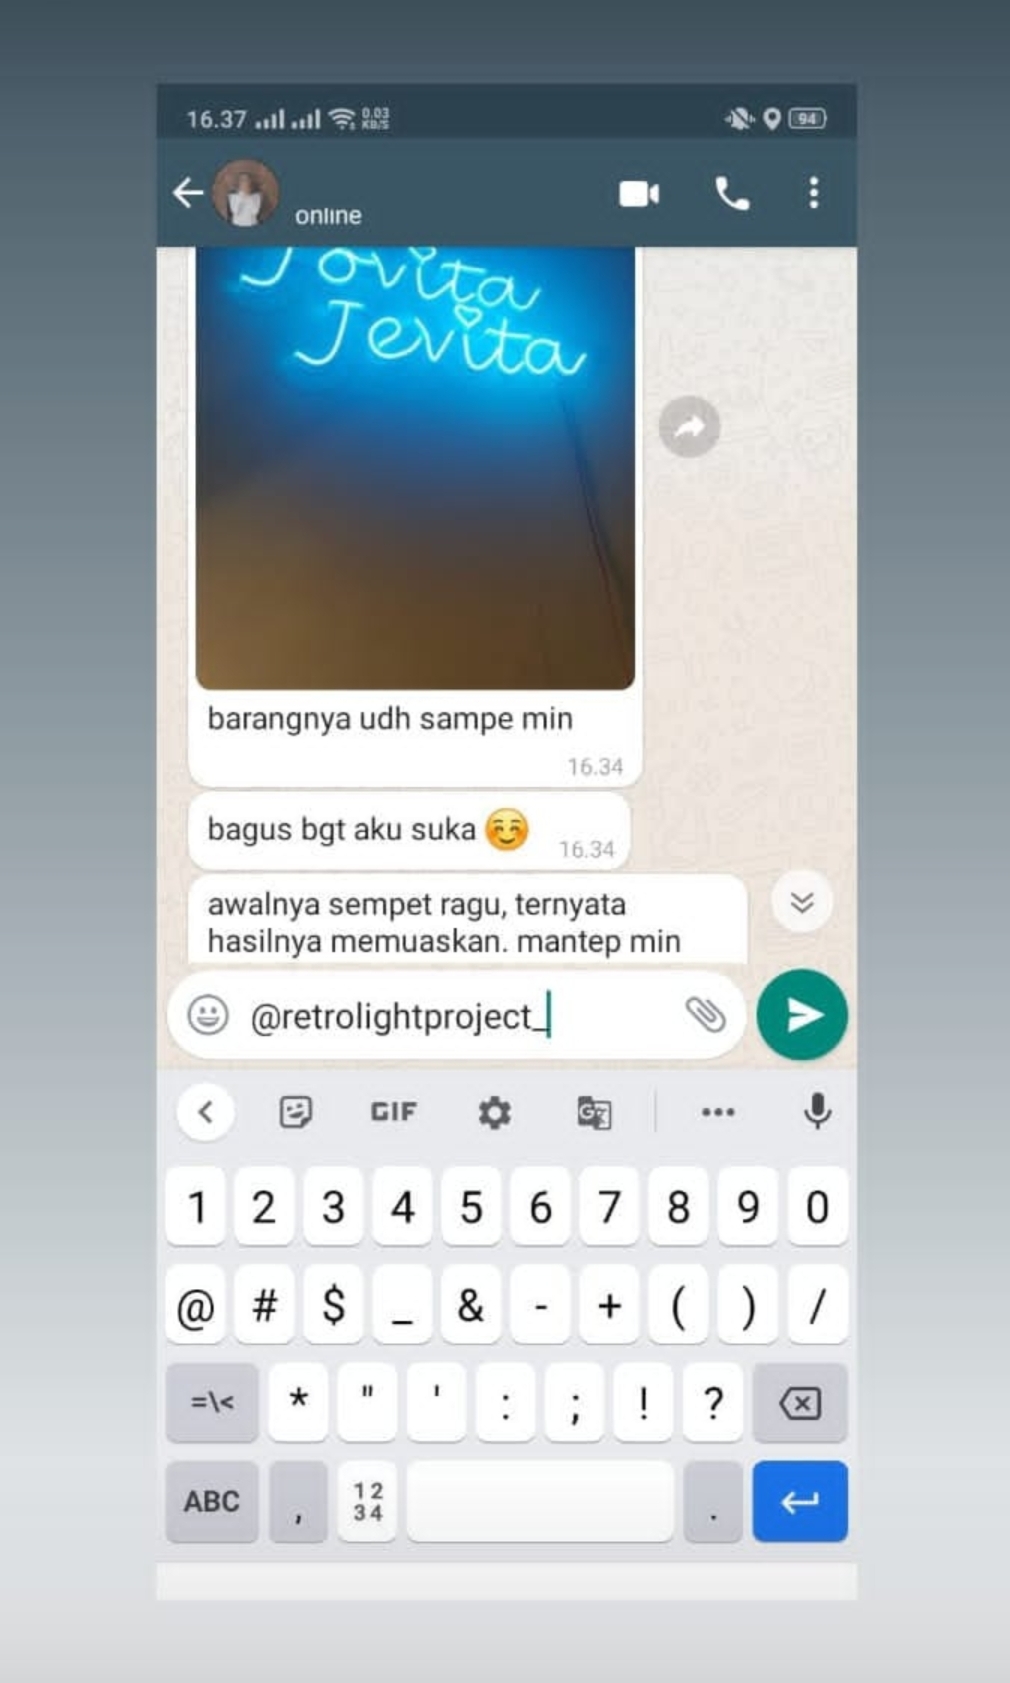 16.37
0.03
KB/S
94
online
Jovita
Jevita
barangnya udh sampe min
16.34
bagus bgt aku suka ☺️
16.34
awalnya sempet ragu, ternyata
hasilnya memuaskan. mantep min
@retrolightproject_
GIF
1 2 3 4 5 6 7 8 9 0
@ # $ _ & - + ( ) /
=\< * " ' : ; ! ?
ABC , 12 34 .